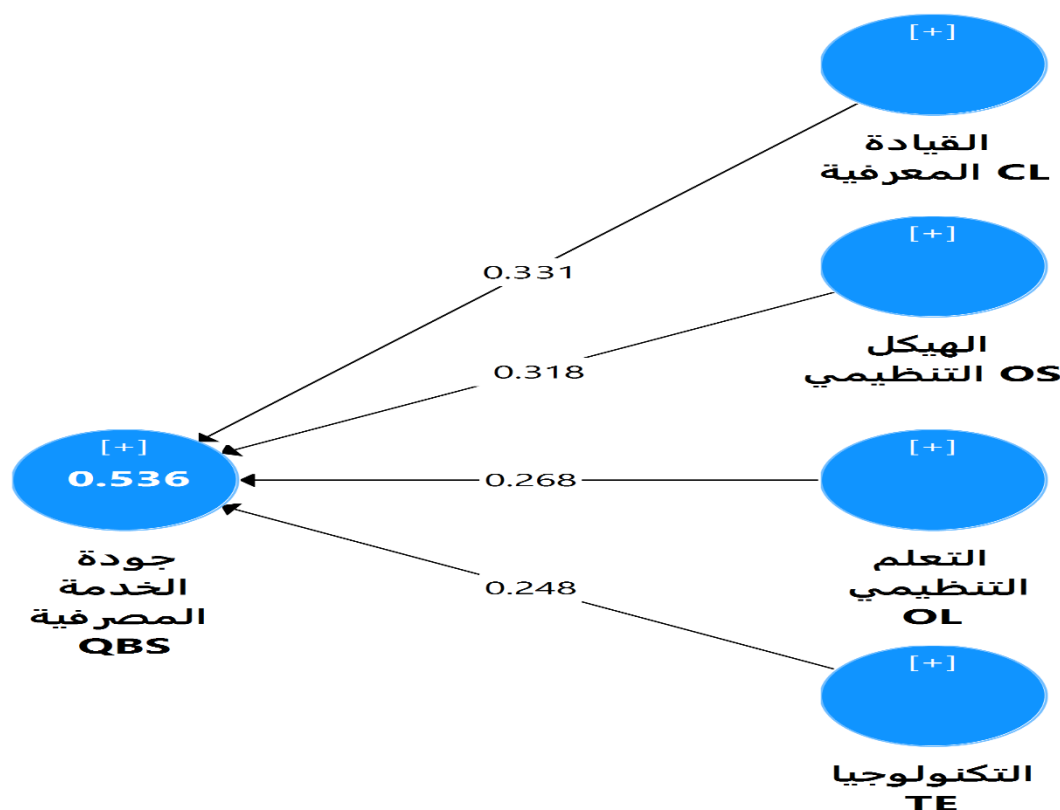 [+]
القيادة
المعرفية CL
[+]
الهيكل
التنظيمي OS
[+]
التعلم
التنظيمي
OL
[+]
التكنولوجيا
TE
0.331
0.318
0.268
0.248
[+]
0.536
جودة
الخدمة
المصرفية
QBS